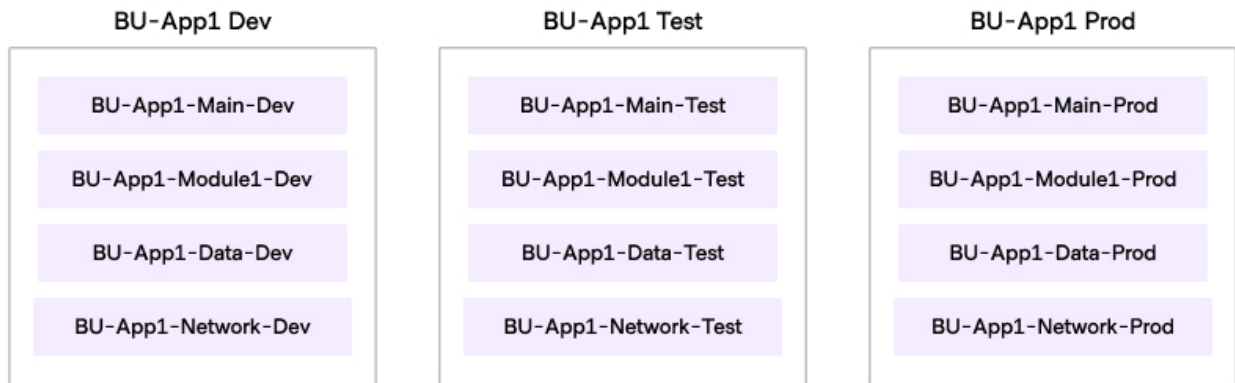 BU-App1 Dev
BU-App1-Main-Dev
BU-App1-Module1-Dev
BU-App1-Data-Dev
BU-App1-Network-Dev
BU-App1 Test
BU-App1-Main-Test
BU-App1-Module1-Test
BU-App1-Data-Test
BU-App1-Network-Test
BU-App1 Prod
BU-App1-Main-Prod
BU-App1-Module1-Prod
BU-App1-Data-Prod
BU-App1-Network-Prod